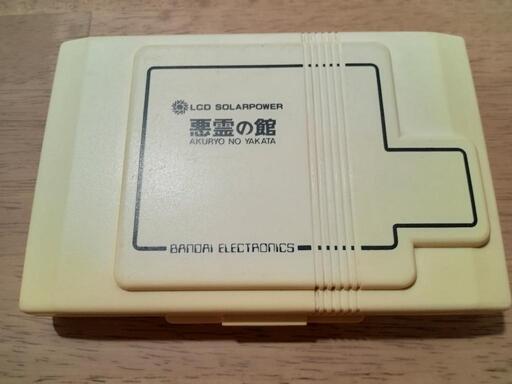 LCD SOLARPOWER
悪霊の館
AKURYO NO YAKATA
BANDAI ELECTRONICS